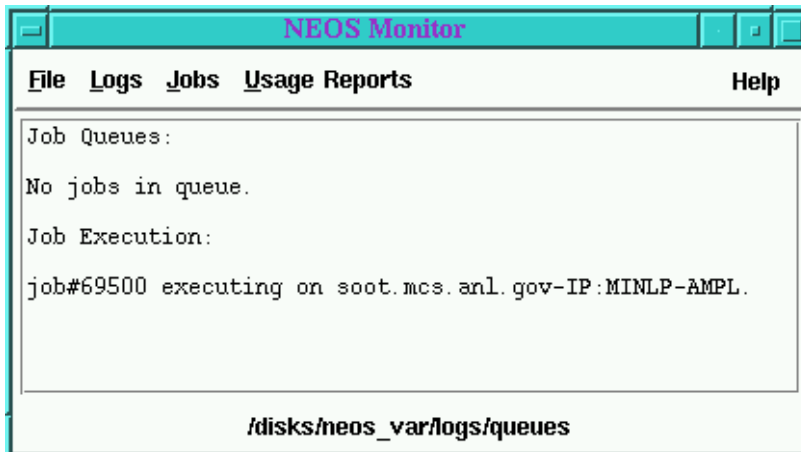 NEOS Monitor
File Logs Jobs Usage Reports Help
Job Queues:
No jobs in queue.
Job Execution:
job#69500 executing on soot.mcs.anl.gov-IP:MINLP-AMPL.
/disks/neos_var/logs/queues